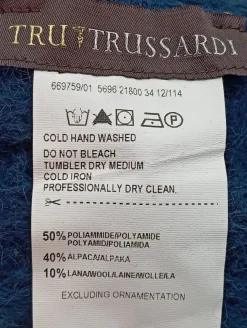 TRU TRUSSARDI
669759/01 5696 21800 34 12/114
COLD HAND WASHED
DO NOT BLEACH
TUMBLER DRY MEDIUM
COLD IRON
PROFESSIONALLY DRY CLEAN.
50% POLIAMMIDE/POLYAMIDE
POLYAMID/POLIAMIDA
40% ALPACA/ALPAKA
10% LANA/WOOL/LAINE/WOLLE/LA
EXCLUDING ORNAMENTATION